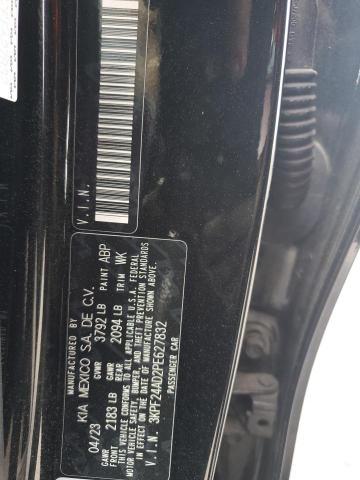 MANUFACTURED BY
KIA MEXICO S.A. DE C.V.
04/23 GVWR 3792 LB PAINT ABP
GAWR FRONT 2183 LB GAWR REAR 2094 LB TRIM WK
THIS VEHICLE CONFORMS TO ALL APPLICABLE U.S.A. FEDERAL
MOTOR VEHICLE SAFETY, BUMPER, AND THEFT PREVENTION
STANDARDS IN EFFECT ON THE DATE OF MANUFACTURE SHOWN ABOVE.
V.I.N. 3KPF24AD2PE627832
PASSENGER CAR
V.I.N.